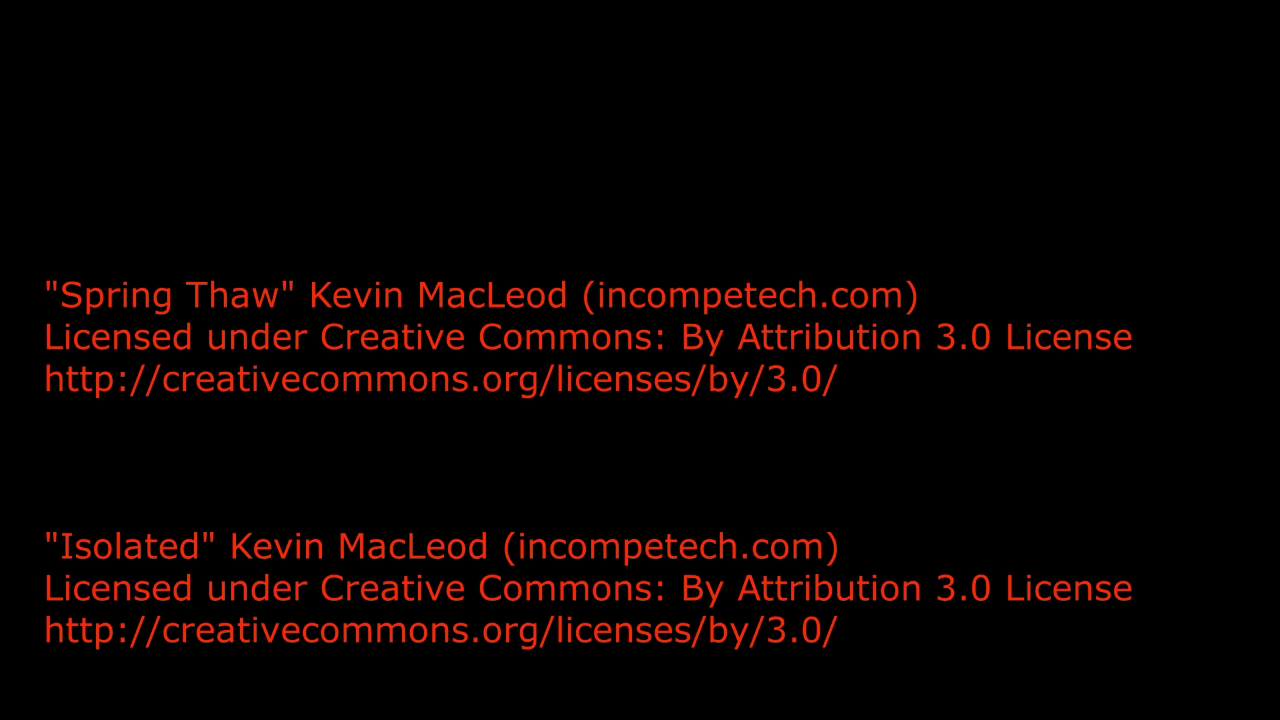 "Spring Thaw" Kevin MacLeod (incompetech.com)
Licensed under Creative Commons: By Attribution 3.0 License
http://creativecommons.org/licenses/by/3.0/
"Isolated" Kevin MacLeod (incompetech.com)
Licensed under Creative Commons: By Attribution 3.0 License
http://creativecommons.org/licenses/by/3.0/